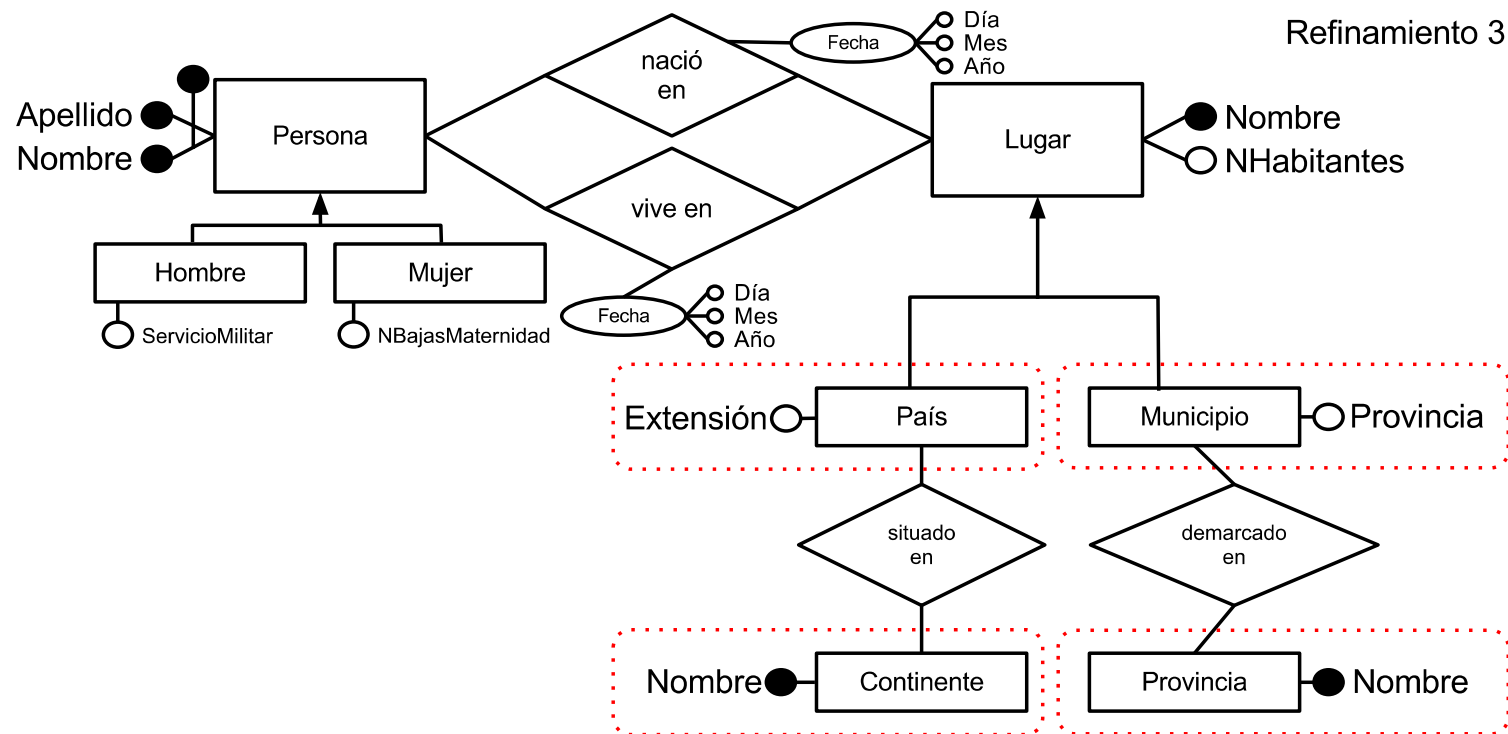 Refinamiento 3
Apellido
Nombre
Persona
nació
en
Fecha
Día
Mes
Año
Lugar
Nombre
NHabitantes
vive en
Fecha
Día
Mes
Año
Hombre
Mujer
ServicioMilitar
NBajasMaternidad
Extensión
País
Municipio
Provincia
situado
en
demarcado
en
Nombre
Continente
Provincia
Nombre